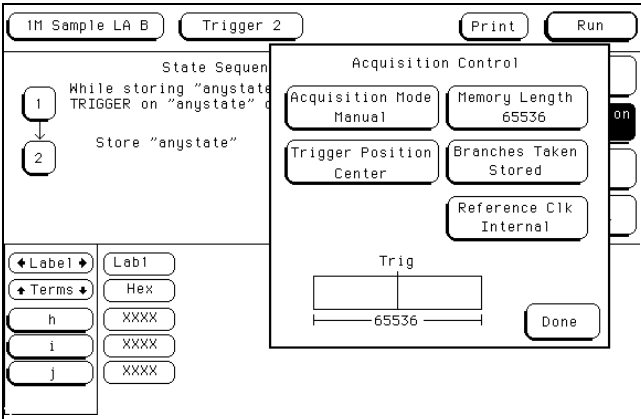 1M Sample LA B
Trigger 2
Print
Run
State Sequen
1
While storing "anystate
TRIGGER on "anystate"
2
Store "anystate"
on
Acquisition Control
Acquisition Mode
Manual
Memory Length
65536
Trigger Position
Center
Branches Taken
Stored
Reference Clk
Internal
Trig
65536
Done
Label
Lab1
Terms
Hex
h
XXXX
i
XXXX
j
XXXX